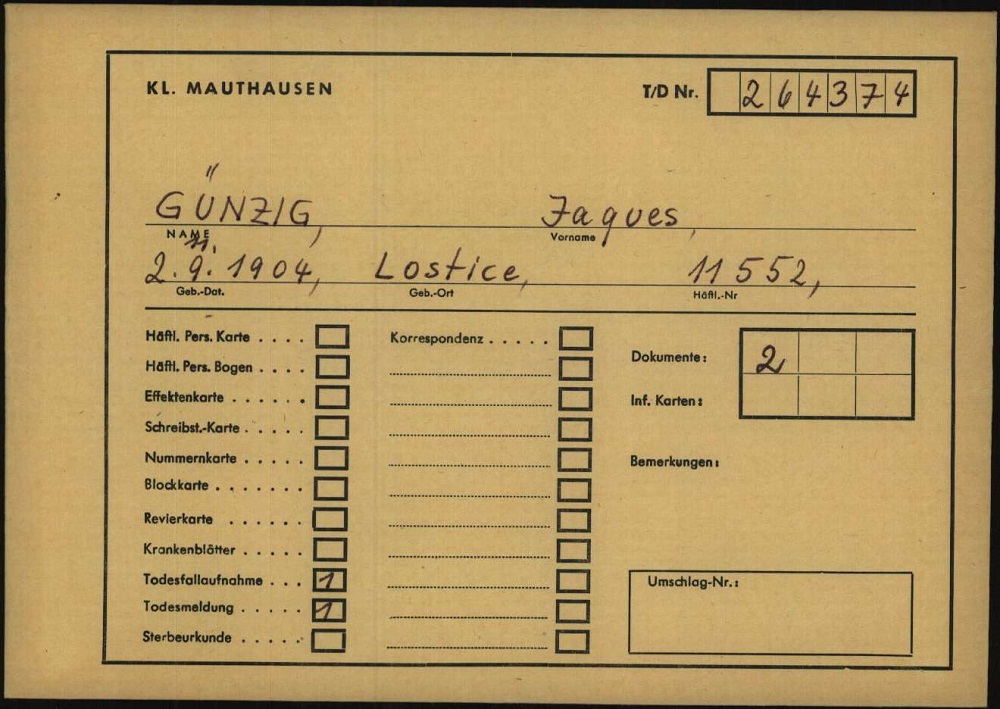 KL. MAUTHAUSEN T/D Nr. 264374
GÜNZIG, Jaques,
NAME Vorname
11.
2. 9. 1904, Lostice, 11552,
Geb.-Dat. Geb.-Ort Häftl.-Nr
Häftl. Pers. Karte . . . . Korrespondenz . . . . .
Häftl. Pers. Bogen . . . .
Dokumente: 2
Effektenkarte . . . . . .
Inf. Karten:
Schreibst.-Karte . . . . .
Nummernkarte . . . . .
Bemerkungen:
Blockkarte . . . . . . .
Revierkarte . . . . . .
Krankenblätter . . . . .
Todesfallaufnahme . . . 1
Umschlag-Nr.:
Todesmeldung . . . . . 1
Sterbeurkunde . . . . .